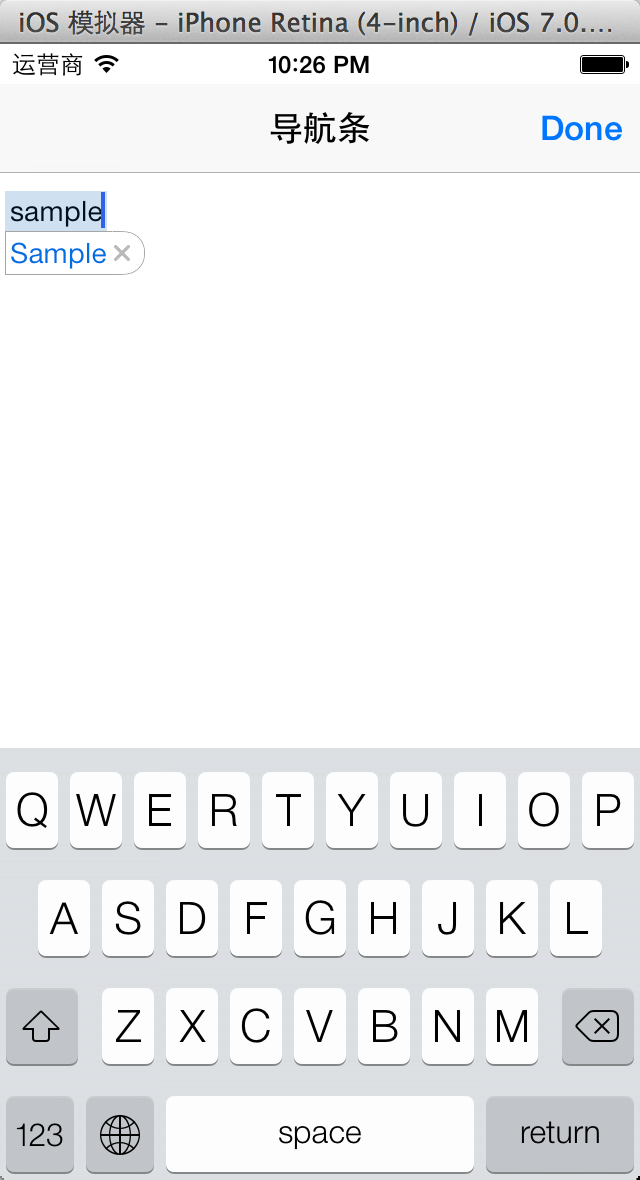 iOS 模拟器 – iPhone Retina (4-inch) / iOS 7.0....
运营商 10:26 PM
导航条 Done
sample
Sample ×
Q W E R T Y U I O P
A S D F G H J K L
Z X C V B N M
123 space return